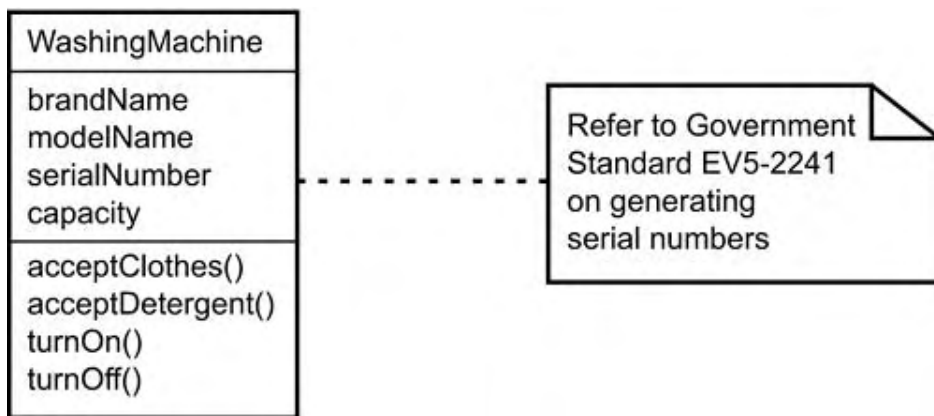 WashingMachine
brandName
modelName
serialNumber
capacity
acceptClothes()
acceptDetergent()
turnOn()
turnOff()
Refer to Government
Standard EV5-2241
on generating
serial numbers